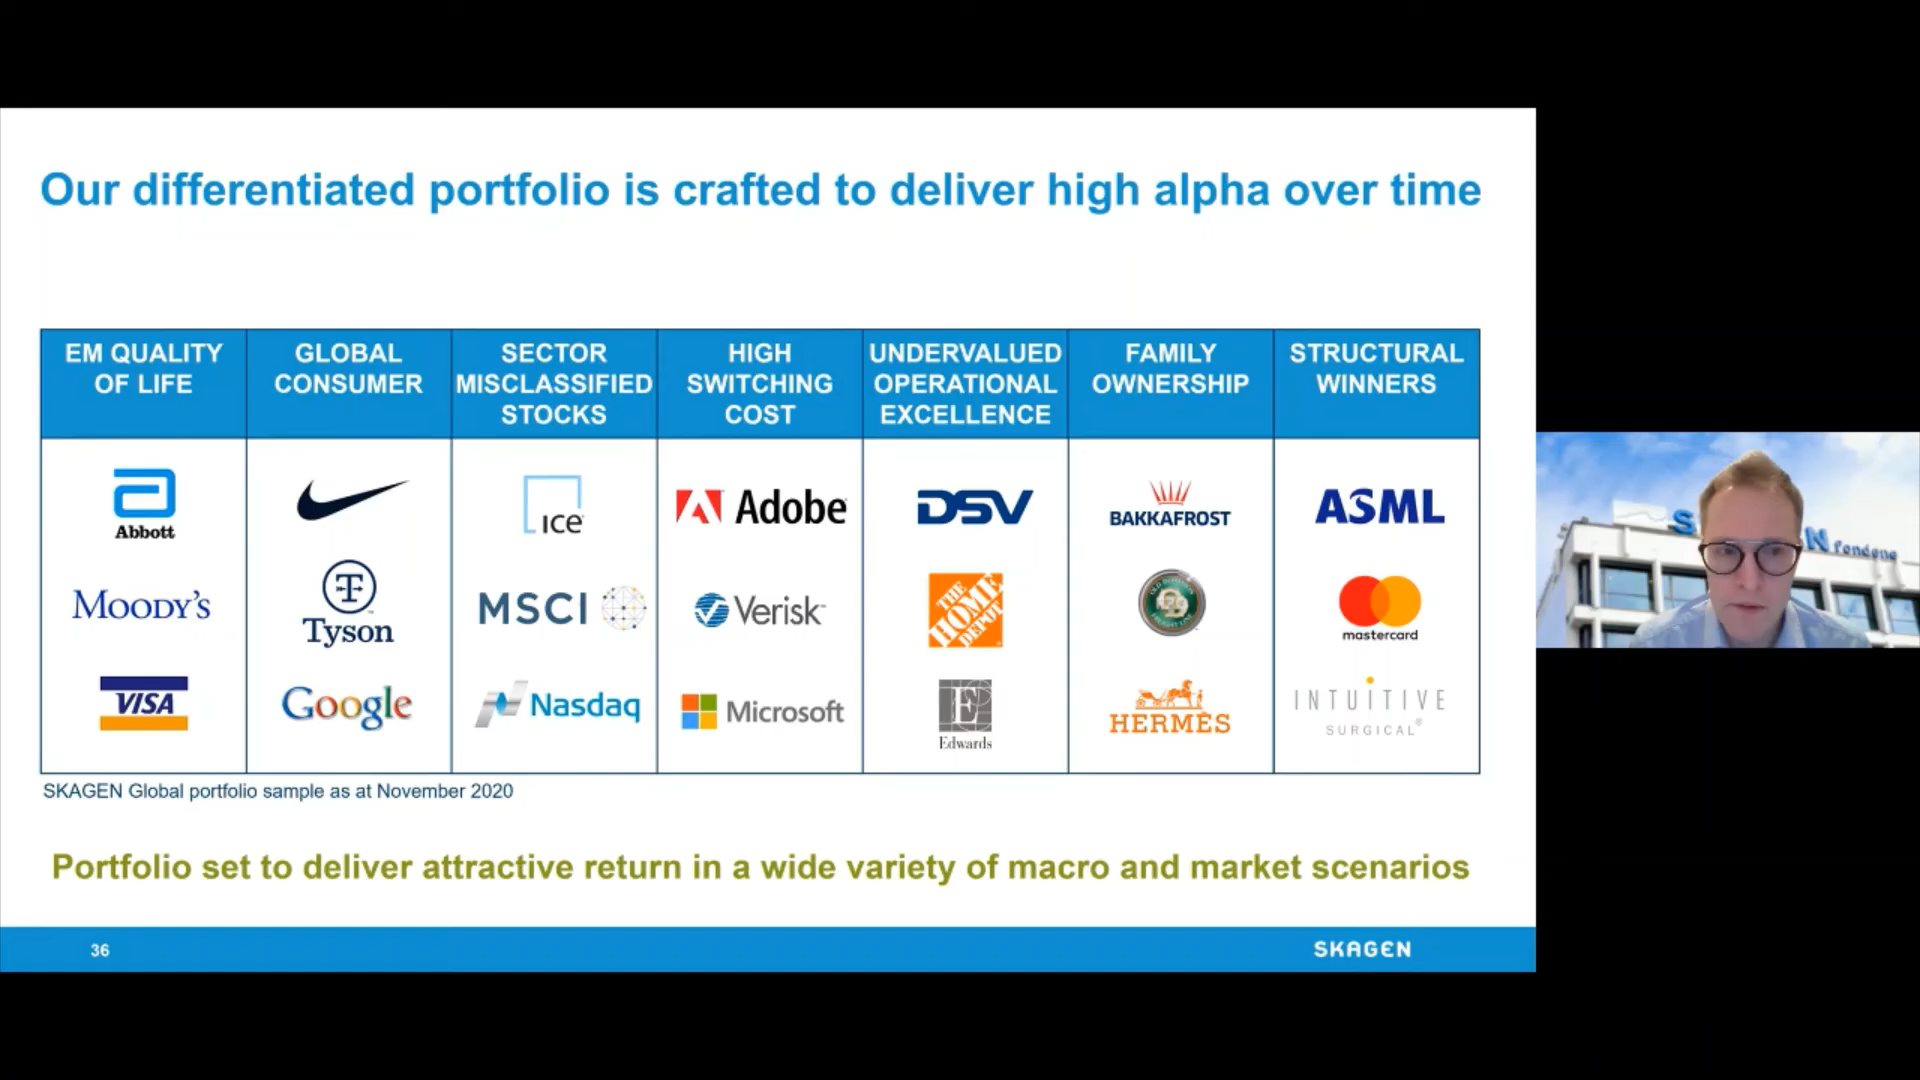 Our differentiated portfolio is crafted to deliver high alpha over time
EM QUALITY
OF LIFE
GLOBAL
CONSUMER
SECTOR
MISCLASSIFIED
STOCKS
HIGH
SWITCHING
COST
UNDERVALUED
OPERATIONAL
EXCELLENCE
FAMILY
OWNERSHIP
STRUCTURAL
WINNERS
Abbott
MOODY'S
VISA
T
Tyson
Google
ICE
MSCI
Nasdaq
Adobe
Verisk
Microsoft
DSV
THE
HOME
DEPOT
E
Edwards
BAKKAFROST
HERMÈS
ASML
mastercard
INTUITIVE
SURGICAL®
SKAGEN Global portfolio sample as at November 2020
Portfolio set to deliver attractive return in a wide variety of macro and market scenarios
36
SKAGEN
fondene